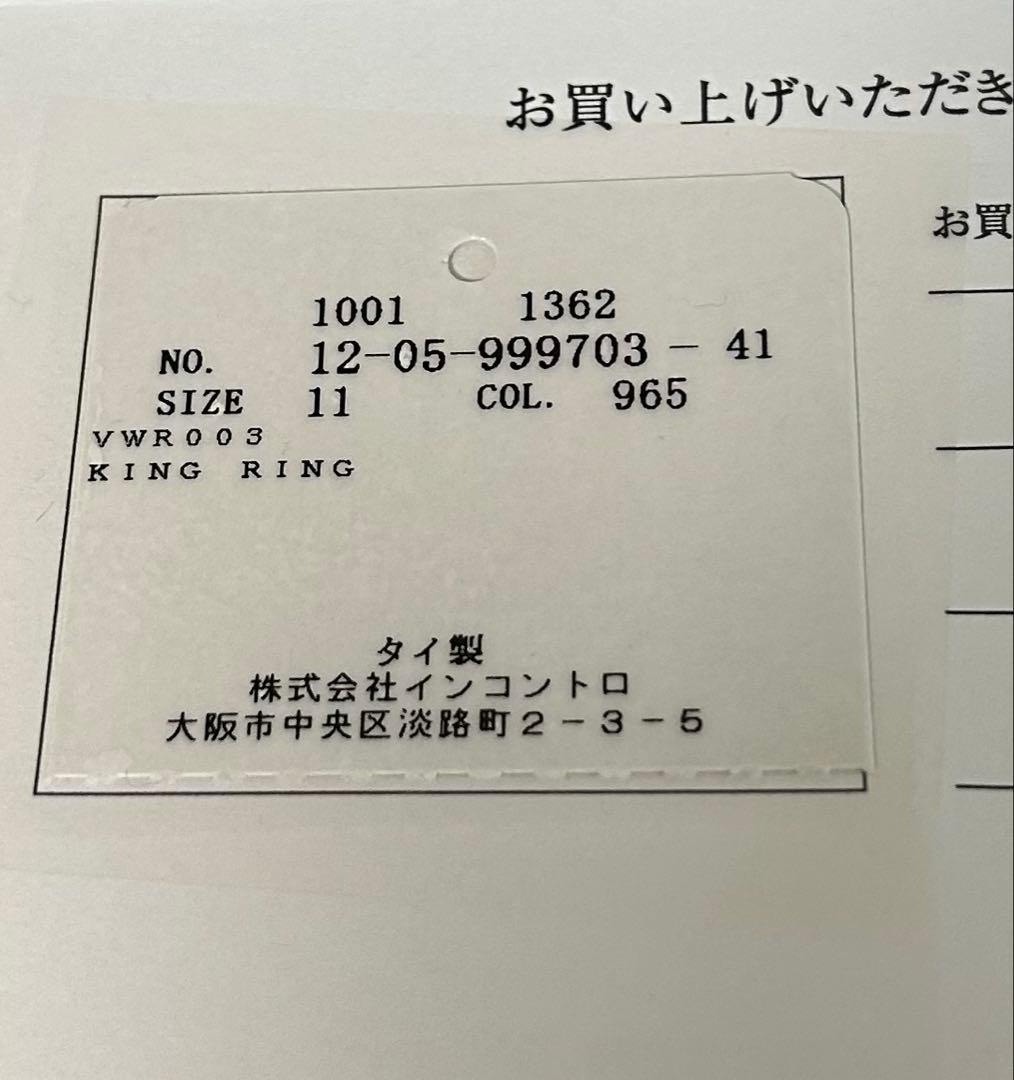 お買い上げいただき
お買
1001 1362
NO. 12-05-999703 - 41
SIZE 11 COL. 965
VWR003
KING RING
タイ製
株式会社インコントロ
大阪市中央区淡路町2-3-5